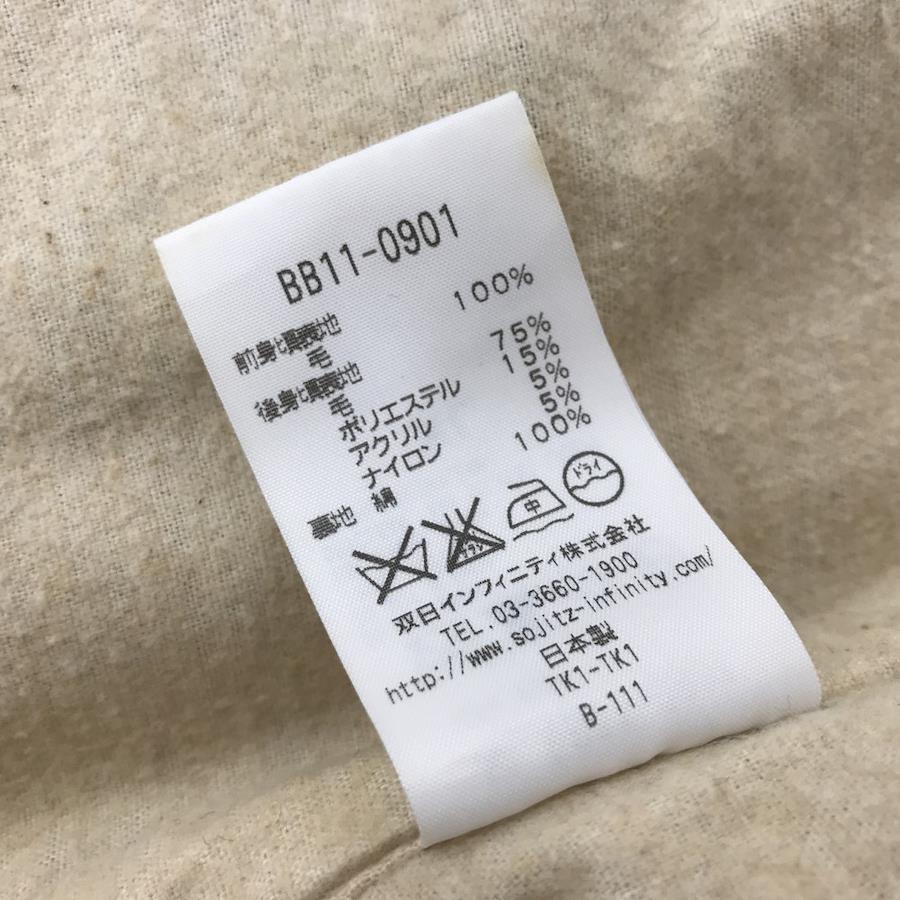 BB11-0901
前身と裏表地
毛 100%
後身と裏表地
毛 75%
ポリエステル 15%
アクリル 5%
ナイロン 5%
裏地 綿 100%
中 ドライ
双日インフィニティ株式会社
TEL.03-3660-1900
http://www.sojitz-infinity.com/
日本製
TK1-TK1
B-111